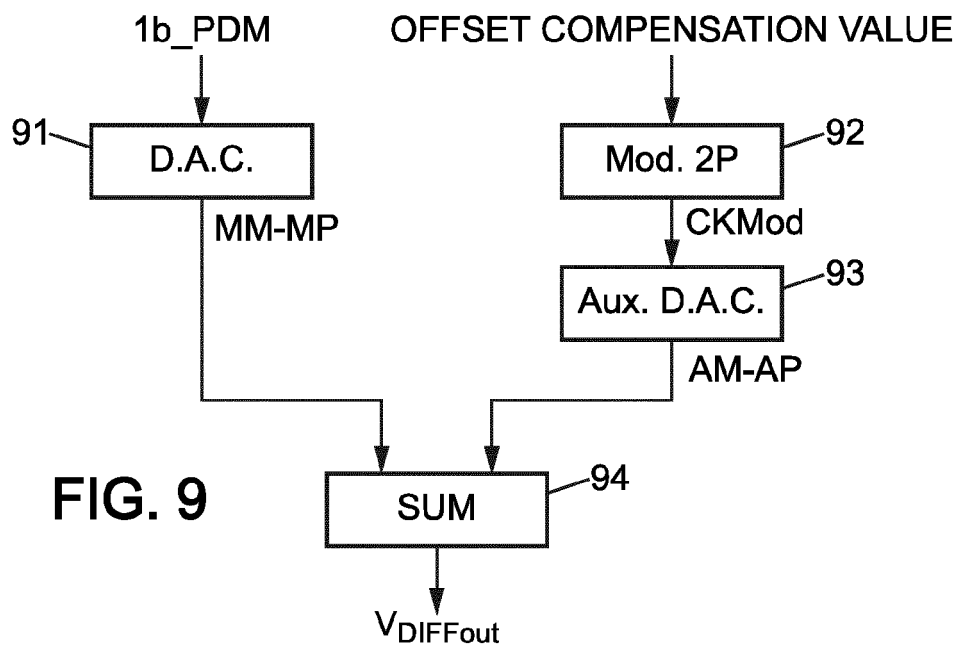 1b_PDM
OFFSET COMPENSATION VALUE
91
D.A.C.
92
Mod. 2P
MM-MP
CKMod
93
Aux. D.A.C.
AM-AP
94
SUM
FIG. 9
VDIFFout